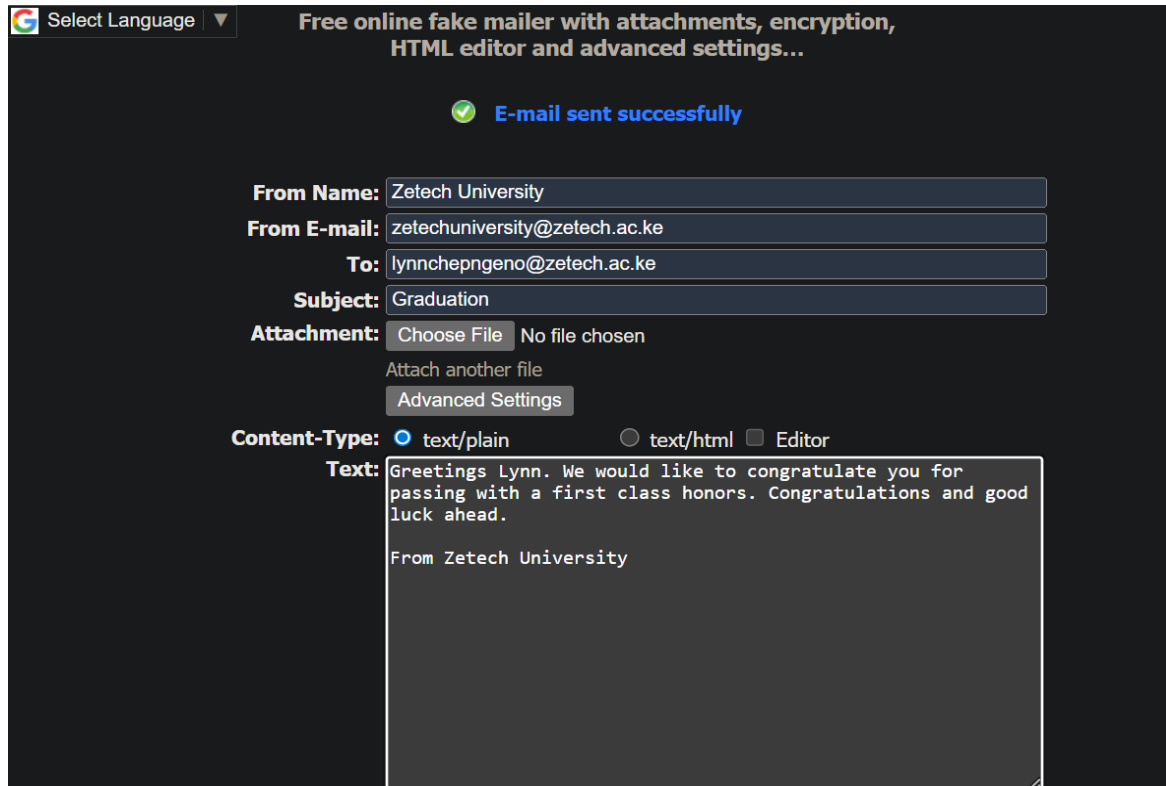 Select Language ▼
Free online fake mailer with attachments, encryption,
HTML editor and advanced settings...
E-mail sent successfully
From Name: Zetech University
From E-mail: zetechuniversity@zetech.ac.ke
To: lynnchepngeno@zetech.ac.ke
Subject: Graduation
Attachment: Choose File No file chosen
Attach another file
Advanced Settings
Content-Type: text/plain text/html Editor
Text: Greetings Lynn. We would like to congratulate you for
passing with a first class honors. Congratulations and good
luck ahead.
From Zetech University